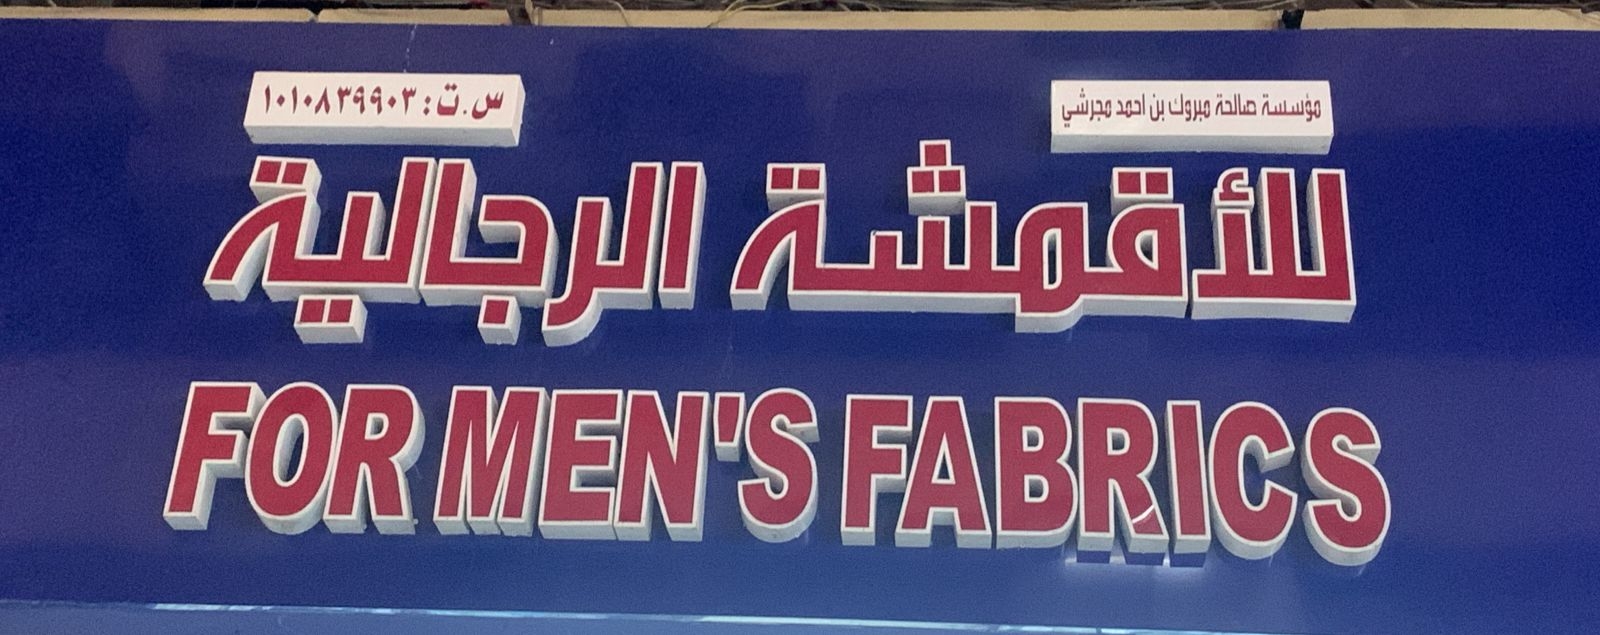 مؤسسة صالحة مبروك بن احمد مجرشي
س.ت: ١٠١٠٨٣٩٩٠٣
للأقمشة الرجالية
FOR MEN'S FABRICS